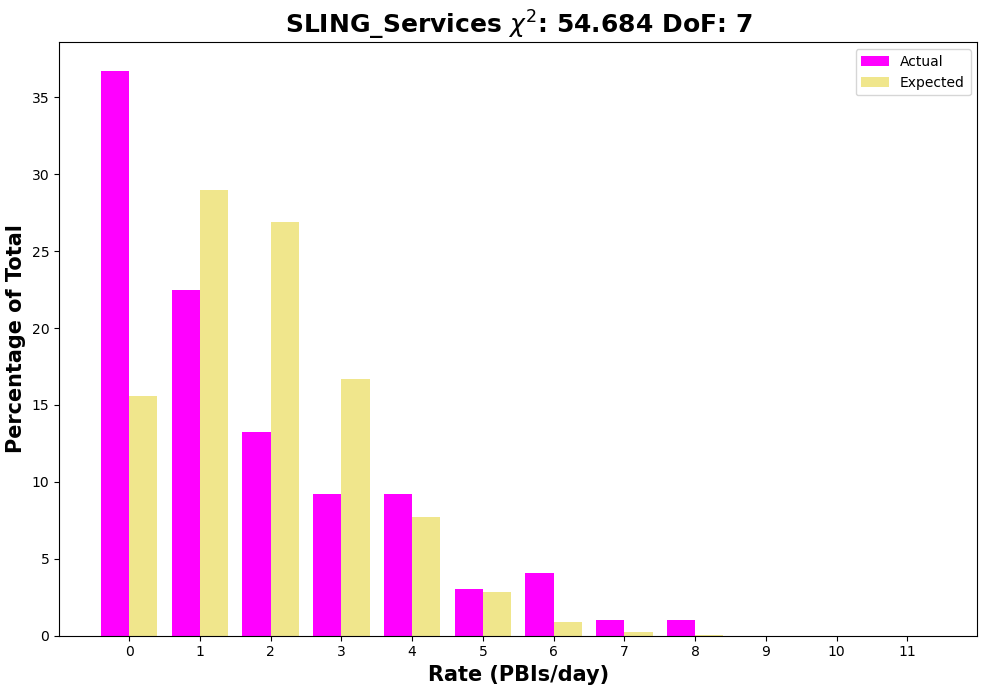 SLING_Services χ²: 54.684 DoF: 7
Actual
Expected
Percentage of Total
35
30
25
20
15
10
5
0
0 1 2 3 4 5 6 7 8 9 10 11
Rate (PBIs/day)